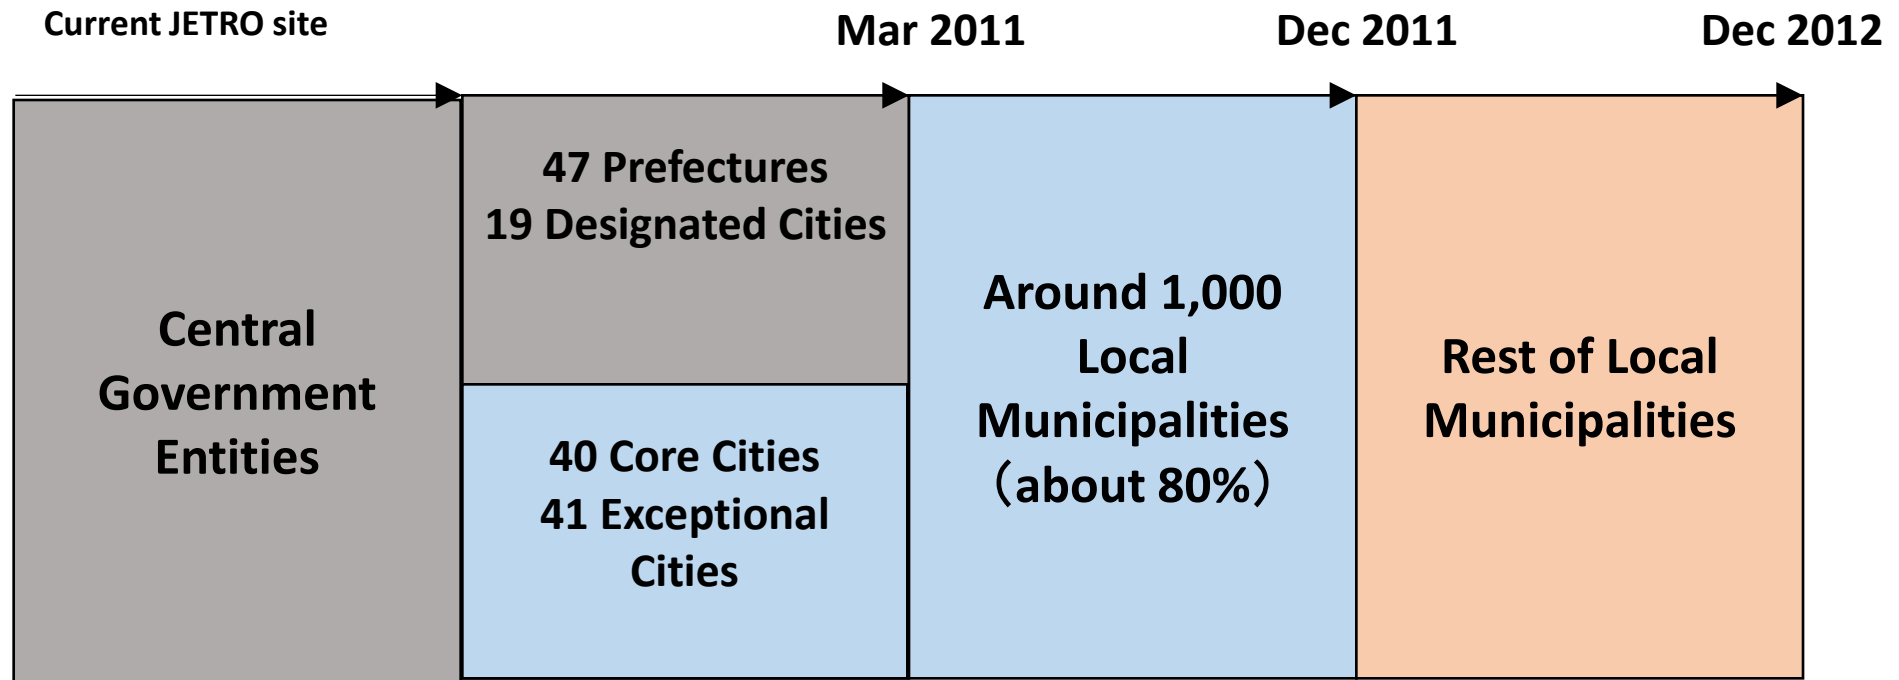 Current JETRO site
Mar 2011
Dec 2011
Dec 2012
Central
Government
Entities
47 Prefectures
19 Designated Cities
40 Core Cities
41 Exceptional
Cities
Around 1,000
Local
Municipalities
（about 80%）
Rest of Local
Municipalities